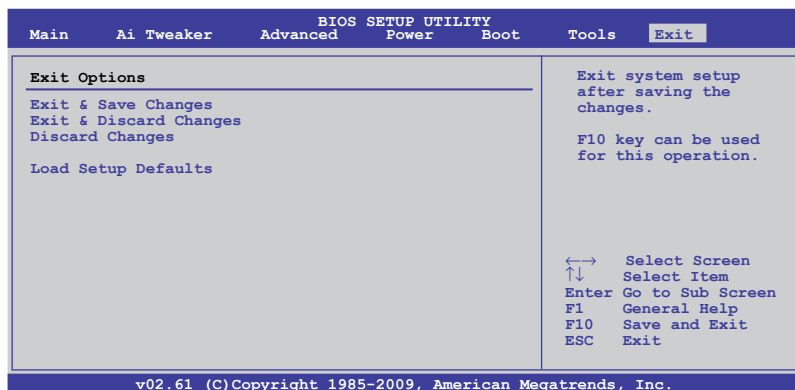 BIOS SETUP UTILITY
Main Ai Tweaker Advanced Power Boot Tools Exit
Exit Options
Exit & Save Changes
Exit & Discard Changes
Discard Changes
Load Setup Defaults
Exit system setup
after saving the
changes.
F10 key can be used
for this operation.
←→ Select Screen
↑↓ Select Item
Enter Go to Sub Screen
F1 General Help
F10 Save and Exit
ESC Exit
v02.61 (C)Copyright 1985-2009, American Megatrends, Inc.